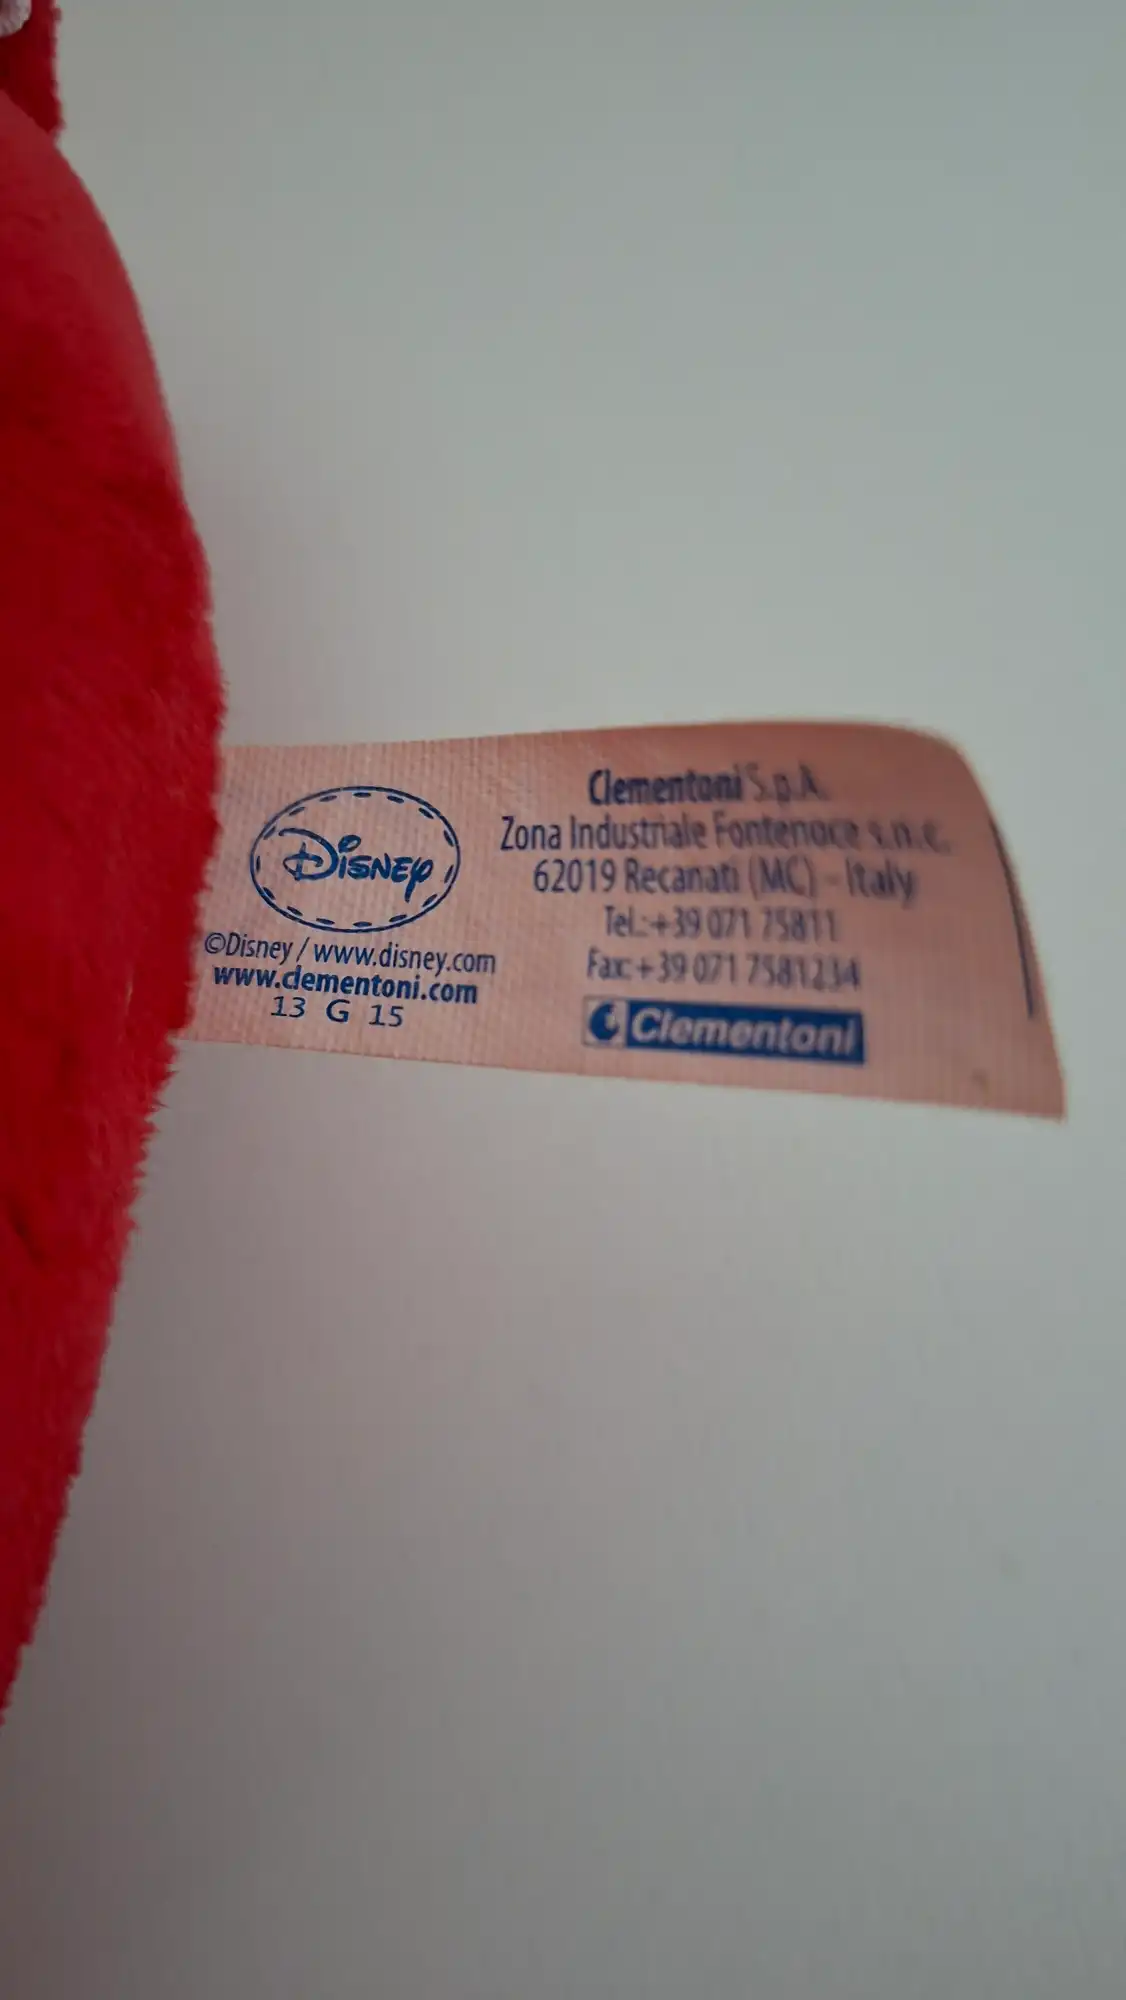 Disney
©Disney / www.disney.com
www.clementoni.com
13 G 15
Clementoni S.p.A.
Zona Industriale Fontenoce s.n.c.
62019 Recanati (MC) - Italy
Tel.:+39 071 75811
Fax:+39 071 7581234
Clementoni